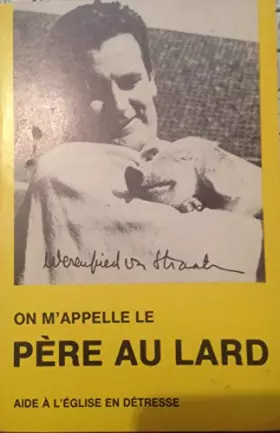 Werenfried van Straaten
ON M'APPELLE LE
PÈRE AU LARD
AIDE À L'ÉGLISE EN DÉTRESSE